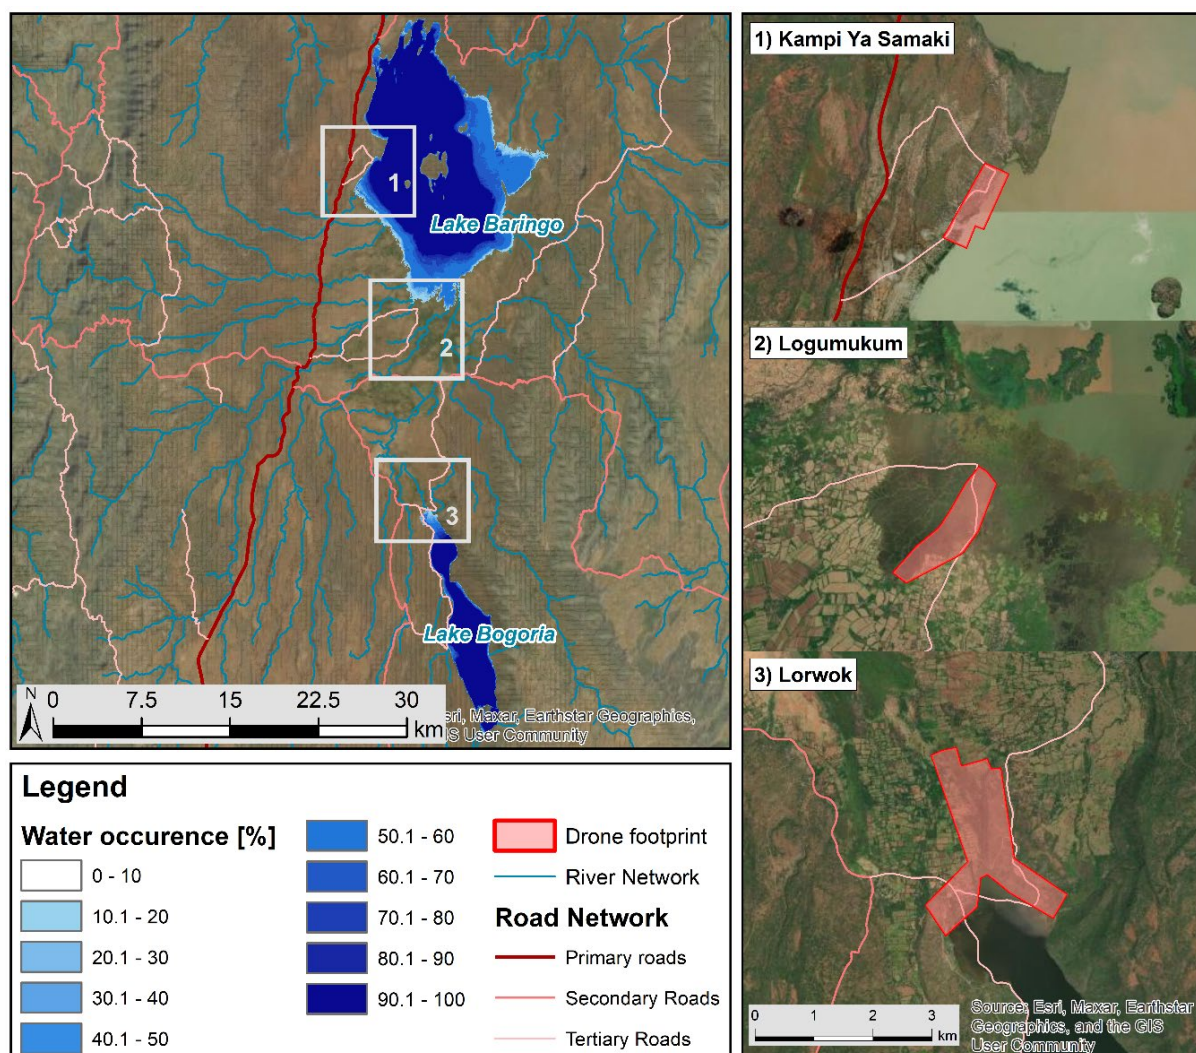 1
Lake Baringo
2
3
Lake Bogoria
N
0 7.5 15 22.5 30
km
sri, Maxar, Earthstar Geographics,
S User Community
1) Kampi Ya Samaki
2) Logumukum
3) Lorwok
0 1 2 3
km
Source: Esri, Maxar, Earthstar
Geographics, and the GIS
User Community
Legend
Water occurence [%]
0 - 10
10.1 - 20
20.1 - 30
30.1 - 40
40.1 - 50
50.1 - 60
60.1 - 70
70.1 - 80
80.1 - 90
90.1 - 100
Drone footprint
River Network
Road Network
Primary roads
Secondary Roads
Tertiary Roads